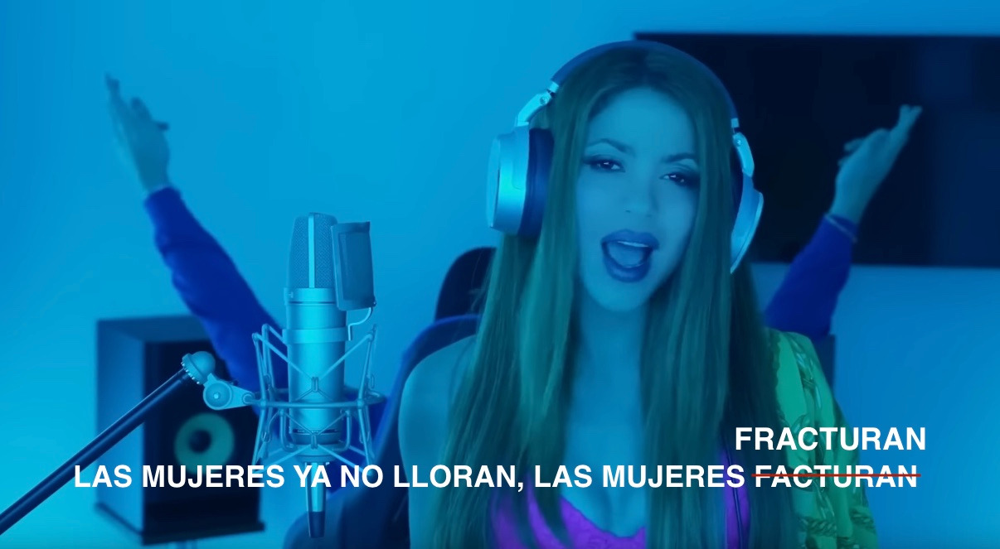 FRACTURAN
LAS MUJERES YA NO LLORAN, LAS MUJERES FACTURAN